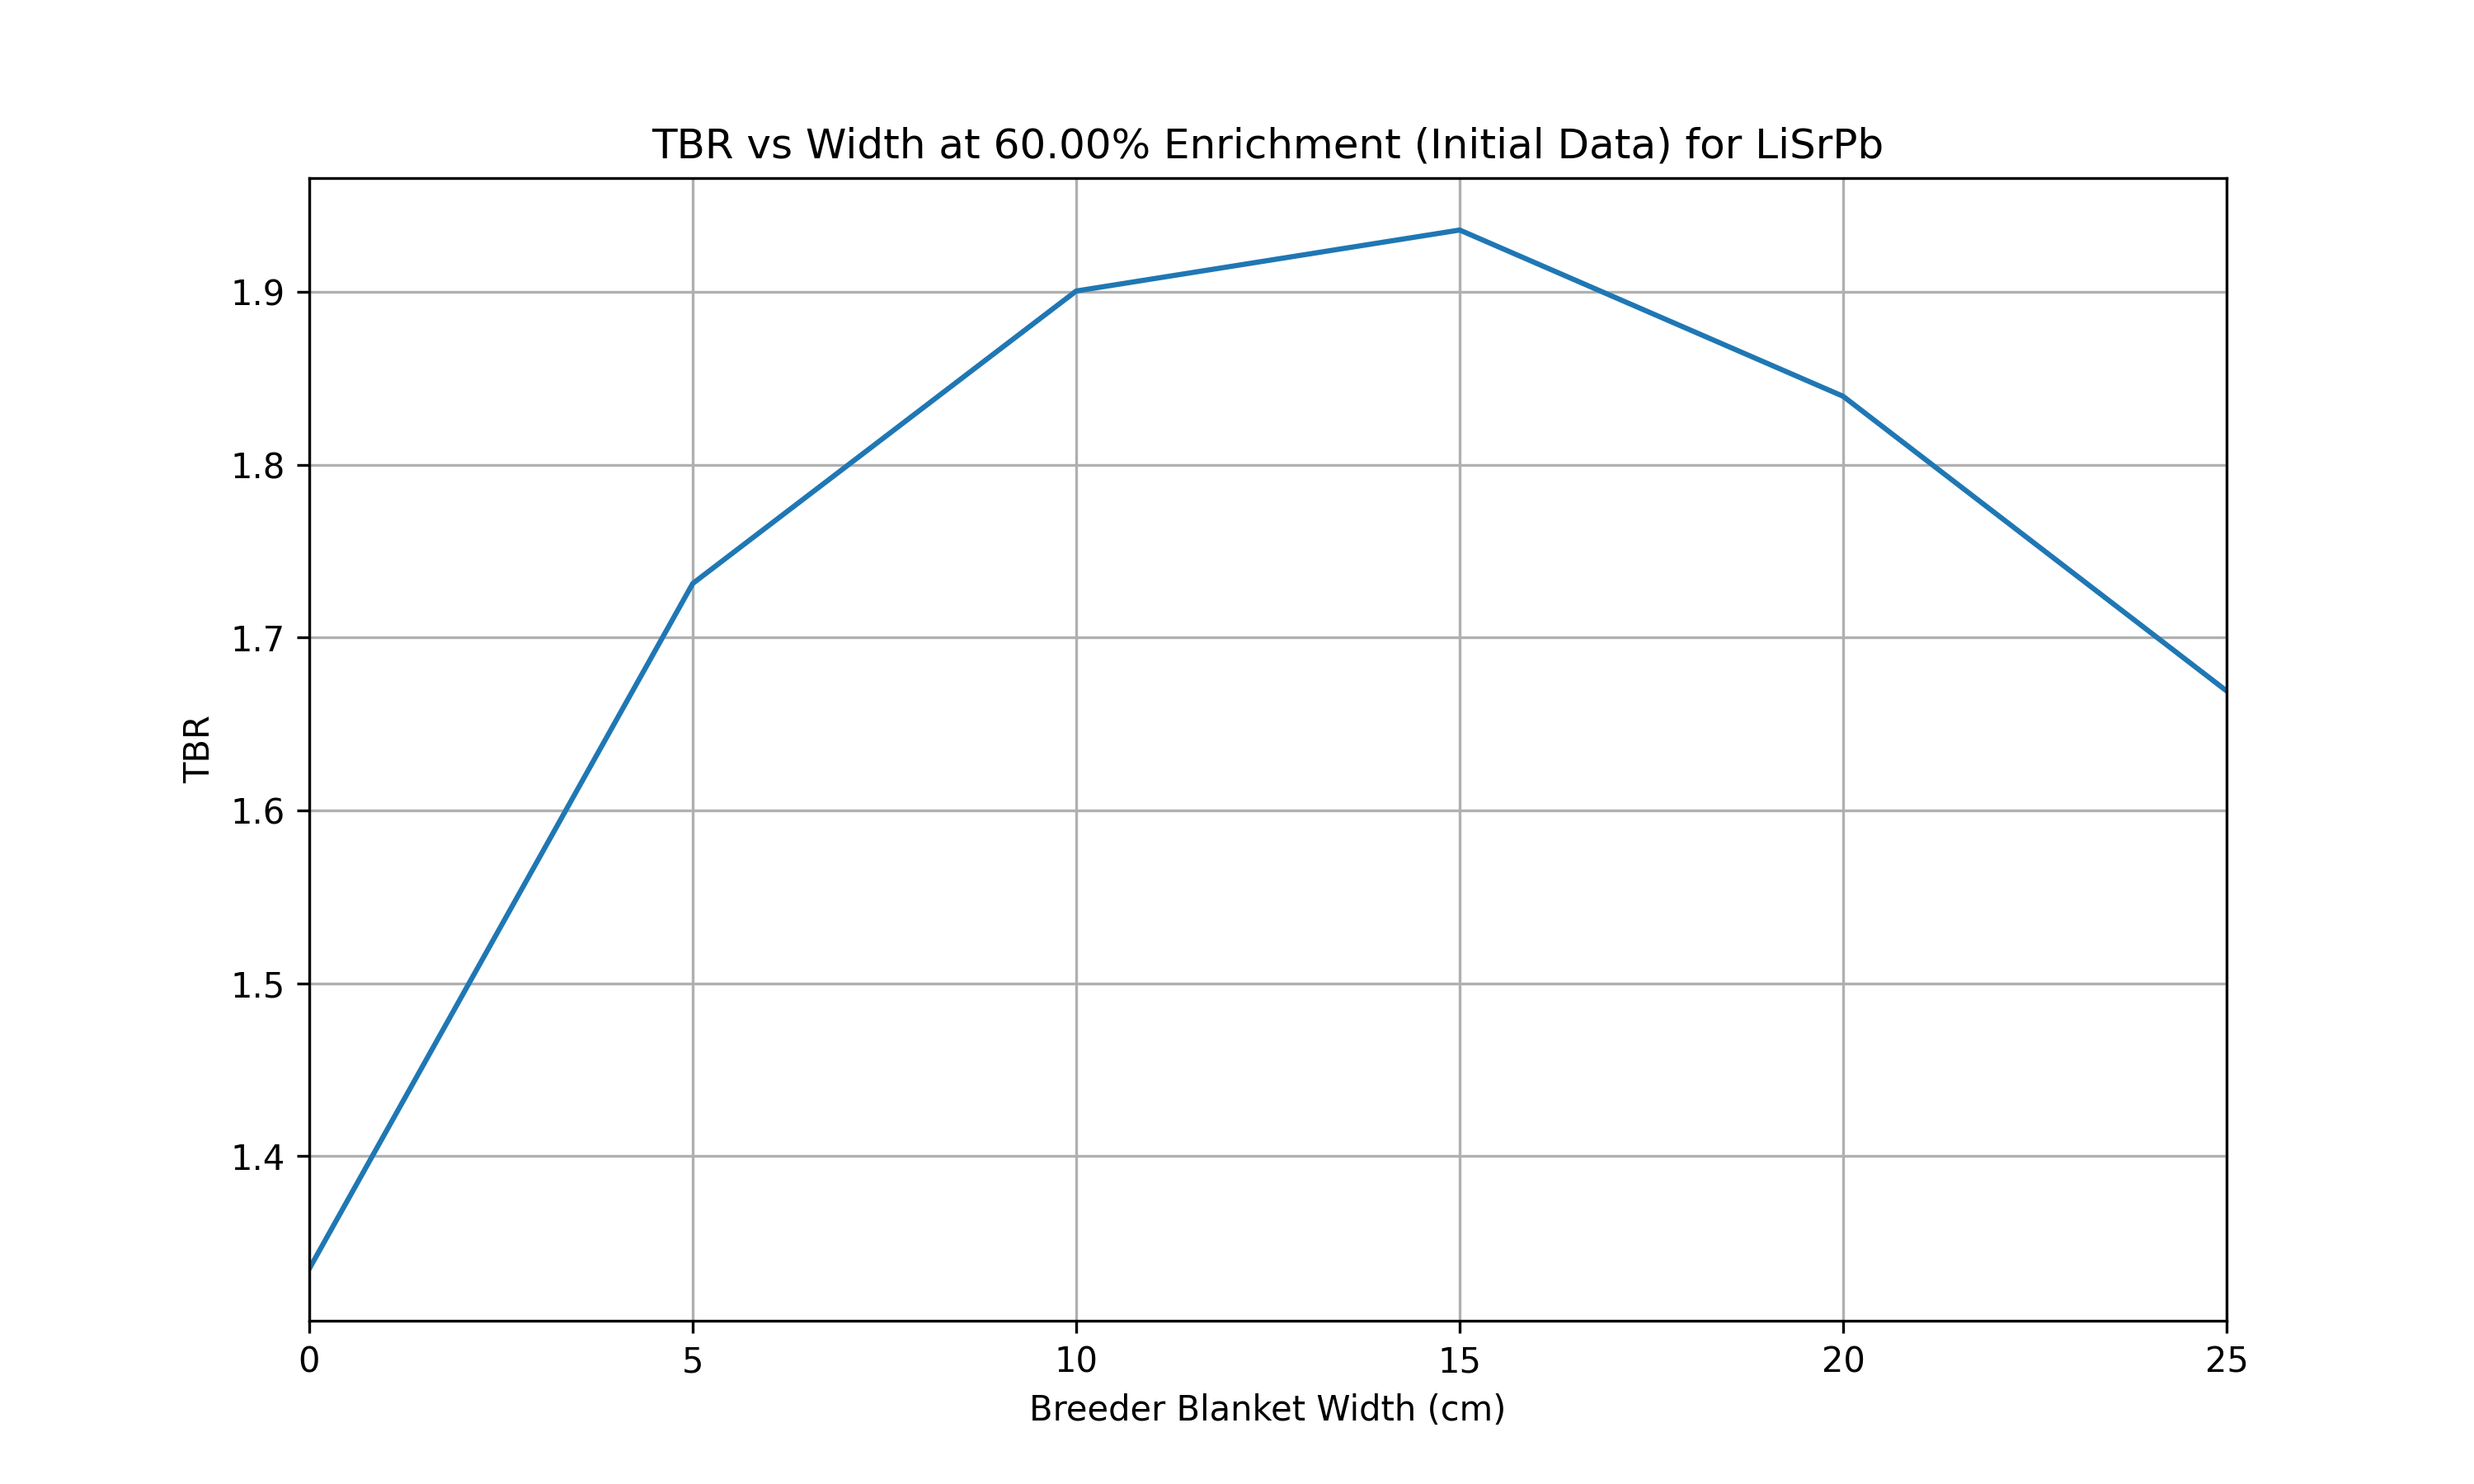 TBR vs Width at 60.00% Enrichment (Initial Data) for LiSrPb
1.9
1.8
1.7
1.6
1.5
1.4
TBR
0 5 10 15 20 25
Breeder Blanket Width (cm)